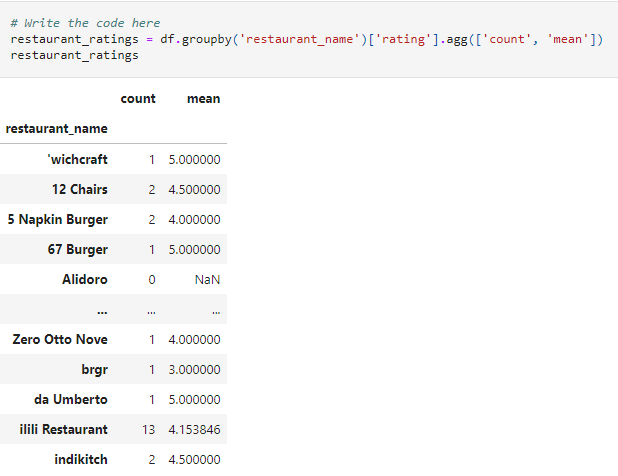 # Write the code here
restaurant_ratings = df.groupby('restaurant_name')['rating'].agg(['count', 'mean'])
restaurant_ratings
count mean
restaurant_name
'wichcraft 1 5.000000
12 Chairs 2 4.500000
5 Napkin Burger 2 4.000000
67 Burger 1 5.000000
Alidoro 0 NaN
... ... ...
Zero Otto Nove 1 4.000000
brgr 1 3.000000
da Umberto 1 5.000000
ilili Restaurant 13 4.153846
indikitch 2 4.500000